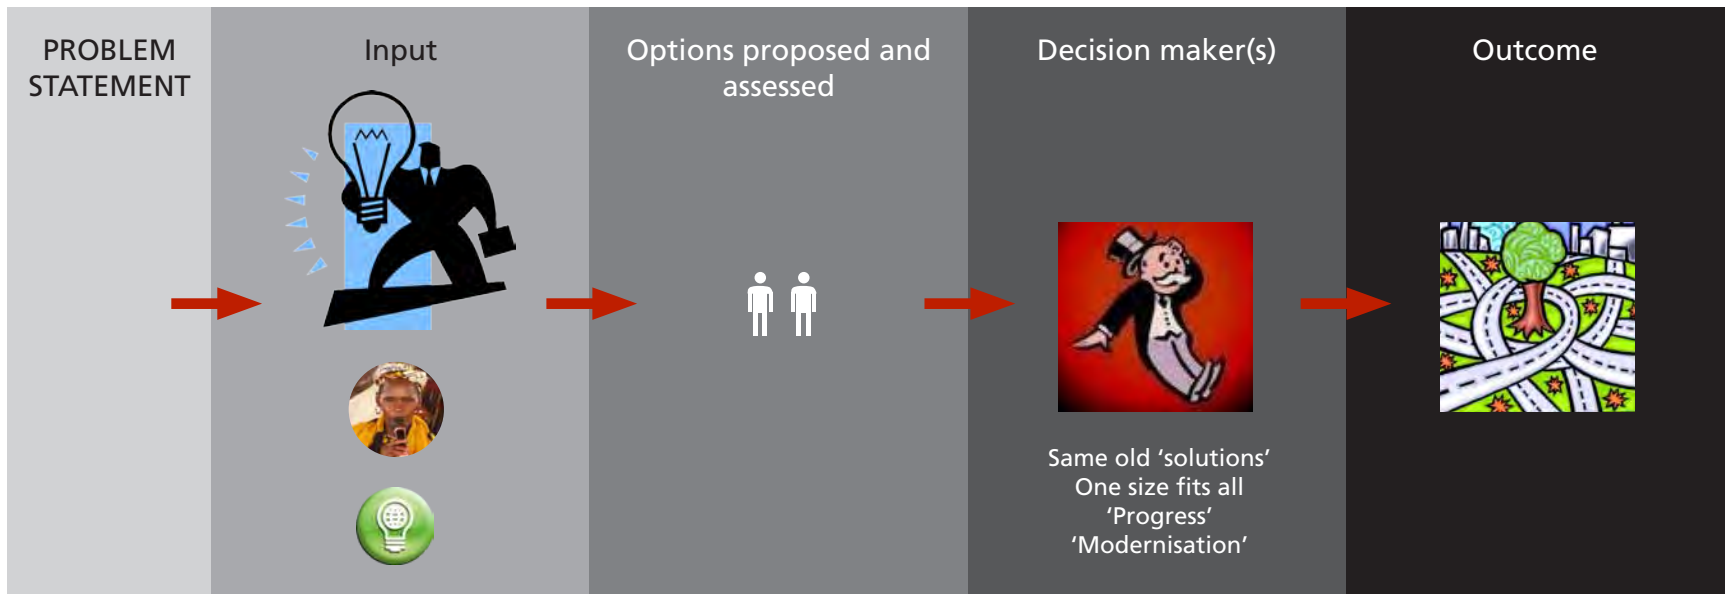 PROBLEM
STATEMENT
Input
Options proposed and
assessed
Decision maker(s)
Outcome
Same old ‘solutions’
One size fits all
‘Progress’
‘Modernisation’